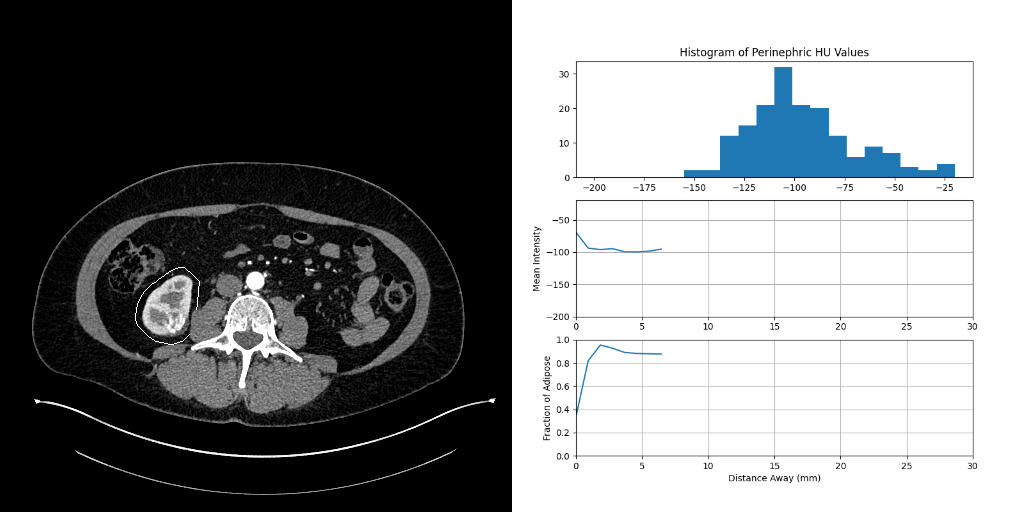 Histogram of Perinephric HU Values
30
20
10
0
−200 −175 −150 −125 −100 −75 −50 −25
Mean Intensity
−50
−100
−150
−200
0 5 10 15 20 25 30
Fraction of Adipose
1.0
0.8
0.6
0.4
0.2
0.0
0 5 10 15 20 25 30
Distance Away (mm)